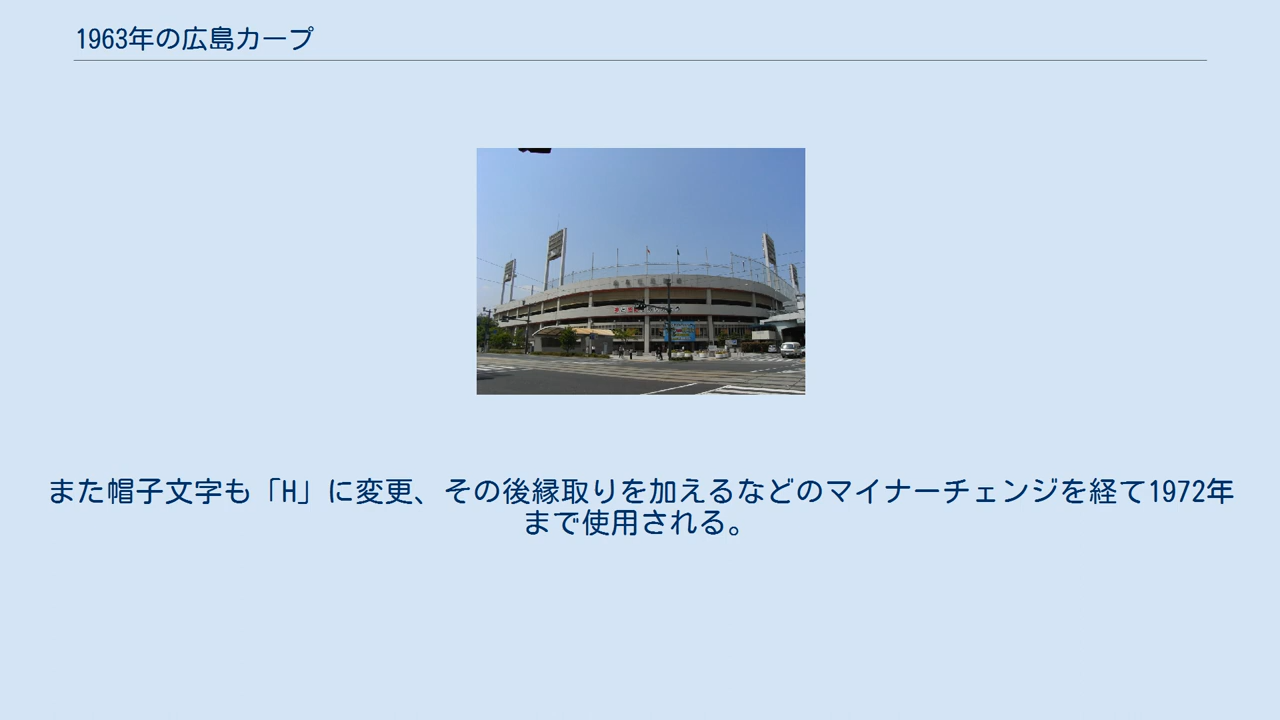 1963年の広島カープ
また帽子文字も「H」に変更、その後縁取りを加えるなどのマイナーチェンジを経て1972年
まで使用される。